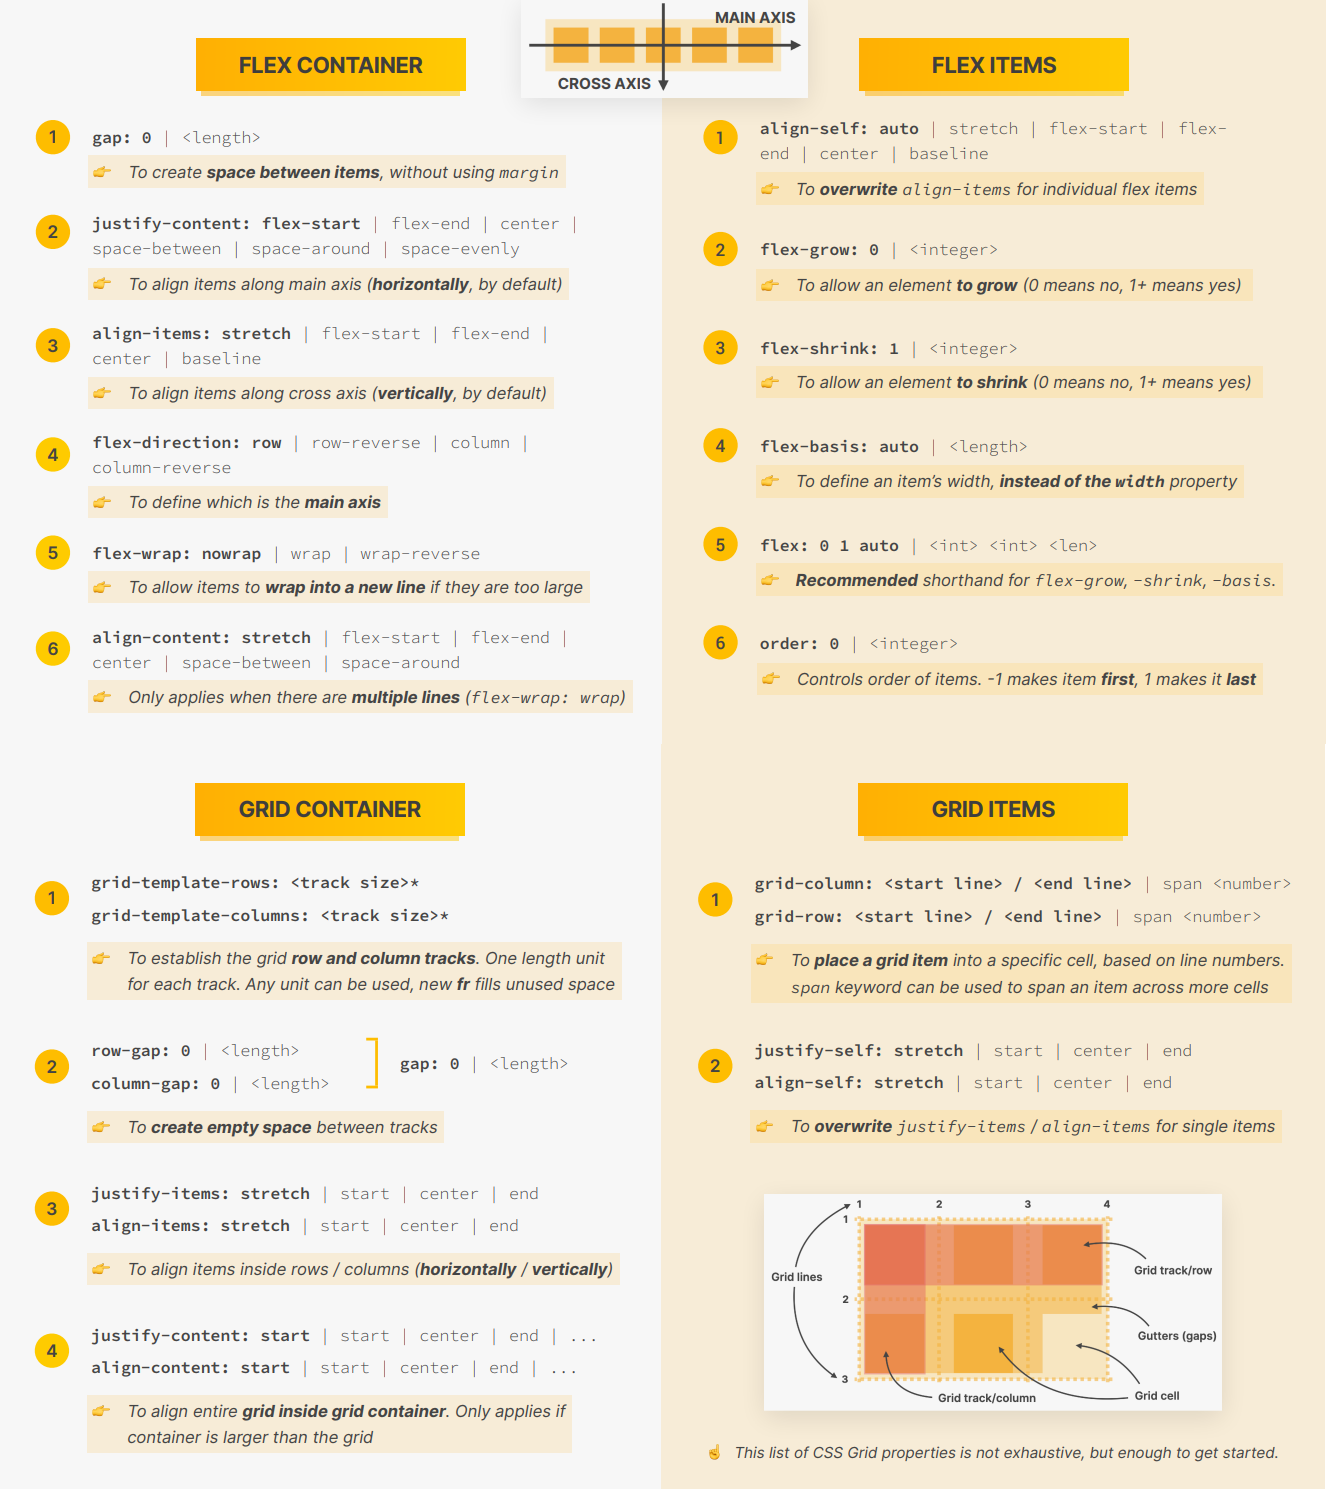 MAIN AXIS
CROSS AXIS
FLEX CONTAINER
1
gap: 0 | <length>
👉 To create space between items, without using margin
2
justify-content: flex-start | flex-end | center |
space-between | space-around | space-evenly
👉 To align items along main axis (horizontally, by default)
3
align-items: stretch | flex-start | flex-end |
center | baseline
👉 To align items along cross axis (vertically, by default)
4
flex-direction: row | row-reverse | column |
column-reverse
👉 To define which is the main axis
5
flex-wrap: nowrap | wrap | wrap-reverse
👉 To allow items to wrap into a new line if they are too large
6
align-content: stretch | flex-start | flex-end |
center | space-between | space-around
👉 Only applies when there are multiple lines (flex-wrap: wrap)
FLEX ITEMS
1
align-self: auto | stretch | flex-start | flex-
end | center | baseline
👉 To overwrite align-items for individual flex items
2
flex-grow: 0 | <integer>
👉 To allow an element to grow (0 means no, 1+ means yes)
3
flex-shrink: 1 | <integer>
👉 To allow an element to shrink (0 means no, 1+ means yes)
4
flex-basis: auto | <length>
👉 To define an item’s width, instead of the width property
5
flex: 0 1 auto | <int> <int> <len>
👉 Recommended shorthand for flex-grow, -shrink, -basis.
6
order: 0 | <integer>
👉 Controls order of items. -1 makes item first, 1 makes it last
GRID CONTAINER
1
grid-template-rows: <track size>*
grid-template-columns: <track size>*
👉 To establish the grid row and column tracks. One length unit
for each track. Any unit can be used, new fr fills unused space
2
row-gap: 0 | <length>
column-gap: 0 | <length>
gap: 0 | <length>
👉 To create empty space between tracks
3
justify-items: stretch | start | center | end
align-items: stretch | start | center | end
👉 To align items inside rows / columns (horizontally / vertically)
4
justify-content: start | start | center | end | ...
align-content: start | start | center | end | ...
👉 To align entire grid inside grid container. Only applies if
container is larger than the grid
GRID ITEMS
1
grid-column: <start line> / <end line> | span <number>
grid-row: <start line> / <end line> | span <number>
👉 To place a grid item into a specific cell, based on line numbers.
span keyword can be used to span an item across more cells
2
justify-self: stretch | start | center | end
align-self: stretch | start | center | end
👉 To overwrite justify-items / align-items for single items
1 2 3 4
1
Grid lines
Grid track/row
2
Gutters (gaps)
3
Grid track/column
Grid cell
☝️ This list of CSS Grid properties is not exhaustive, but enough to get started.